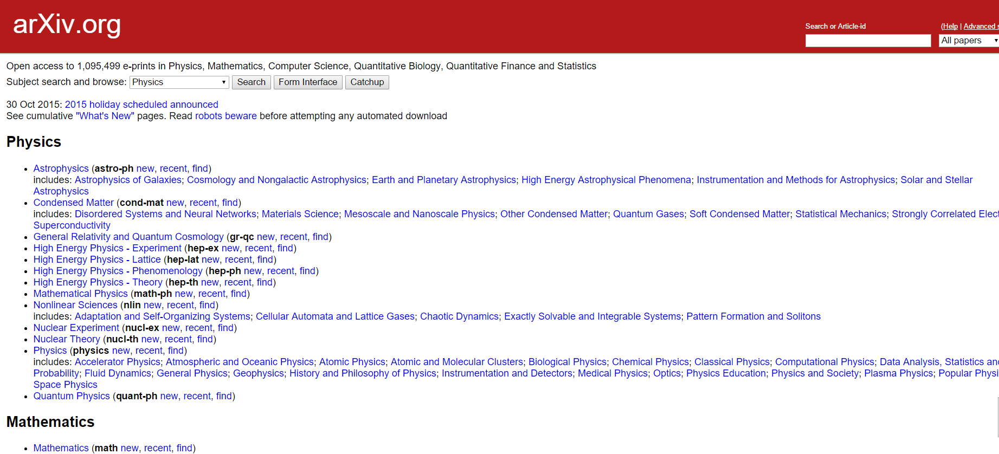 arXiv.org
Search or Article-id
(Help | Advanced
All papers
Open access to 1,095,499 e-prints in Physics, Mathematics, Computer Science, Quantitative Biology, Quantitative Finance and Statistics
Subject search and browse: Physics Search Form Interface Catchup
30 Oct 2015: 2015 holiday scheduled announced
See cumulative "What's New" pages. Read robots beware before attempting any automated download
Physics
Astrophysics (astro-ph new, recent, find)
includes: Astrophysics of Galaxies; Cosmology and Nongalactic Astrophysics; Earth and Planetary Astrophysics; High Energy Astrophysical Phenomena; Instrumentation and Methods for Astrophysics; Solar and Stellar
Astrophysics
Condensed Matter (cond-mat new, recent, find)
includes: Disordered Systems and Neural Networks; Materials Science; Mesoscale and Nanoscale Physics; Other Condensed Matter; Quantum Gases; Soft Condensed Matter; Statistical Mechanics; Strongly Correlated Elect
Superconductivity
General Relativity and Quantum Cosmology (gr-qc new, recent, find)
High Energy Physics - Experiment (hep-ex new, recent, find)
High Energy Physics - Lattice (hep-lat new, recent, find)
High Energy Physics - Phenomenology (hep-ph new, recent, find)
High Energy Physics - Theory (hep-th new, recent, find)
Mathematical Physics (math-ph new, recent, find)
Nonlinear Sciences (nlin new, recent, find)
includes: Adaptation and Self-Organizing Systems; Cellular Automata and Lattice Gases; Chaotic Dynamics; Exactly Solvable and Integrable Systems; Pattern Formation and Solitons
Nuclear Experiment (nucl-ex new, recent, find)
Nuclear Theory (nucl-th new, recent, find)
Physics (physics new, recent, find)
includes: Accelerator Physics; Atmospheric and Oceanic Physics; Atomic Physics; Atomic and Molecular Clusters; Biological Physics; Chemical Physics; Classical Physics; Computational Physics; Data Analysis, Statistics and
Probability; Fluid Dynamics; General Physics; Geophysics; History and Philosophy of Physics; Instrumentation and Detectors; Medical Physics; Optics; Physics Education; Physics and Society; Plasma Physics; Popular Physi
Space Physics
Quantum Physics (quant-ph new, recent, find)
Mathematics
Mathematics (math new, recent, find)